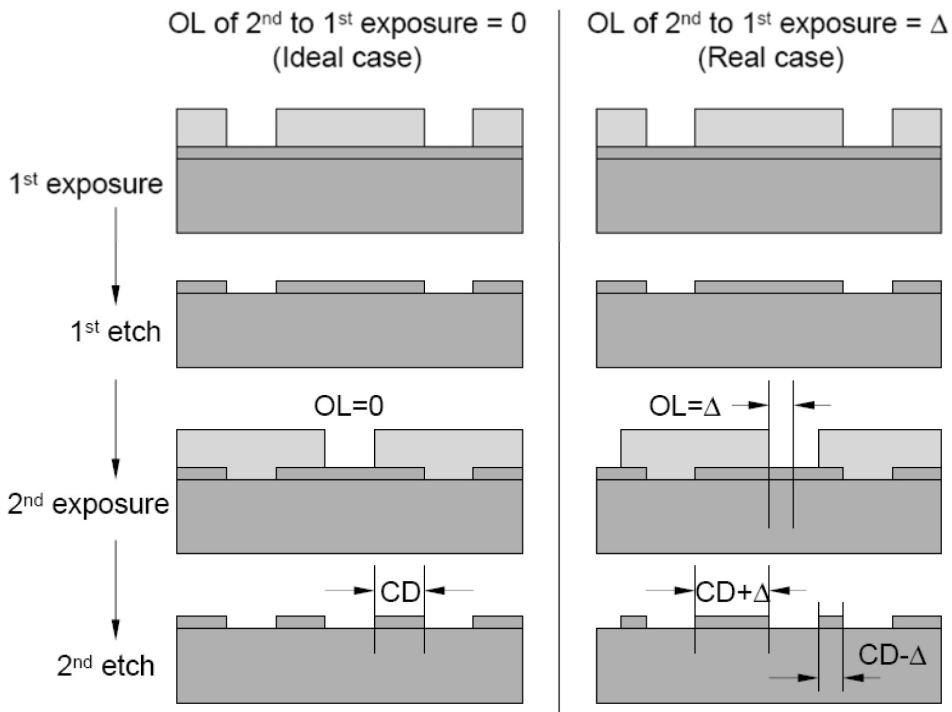 OL of 2nd to 1st exposure = 0
(Ideal case)
OL of 2nd to 1st exposure = Δ
(Real case)
1st exposure
1st etch
OL=0
OL=Δ
2nd exposure
CD
CD+Δ
2nd etch
CD-Δ